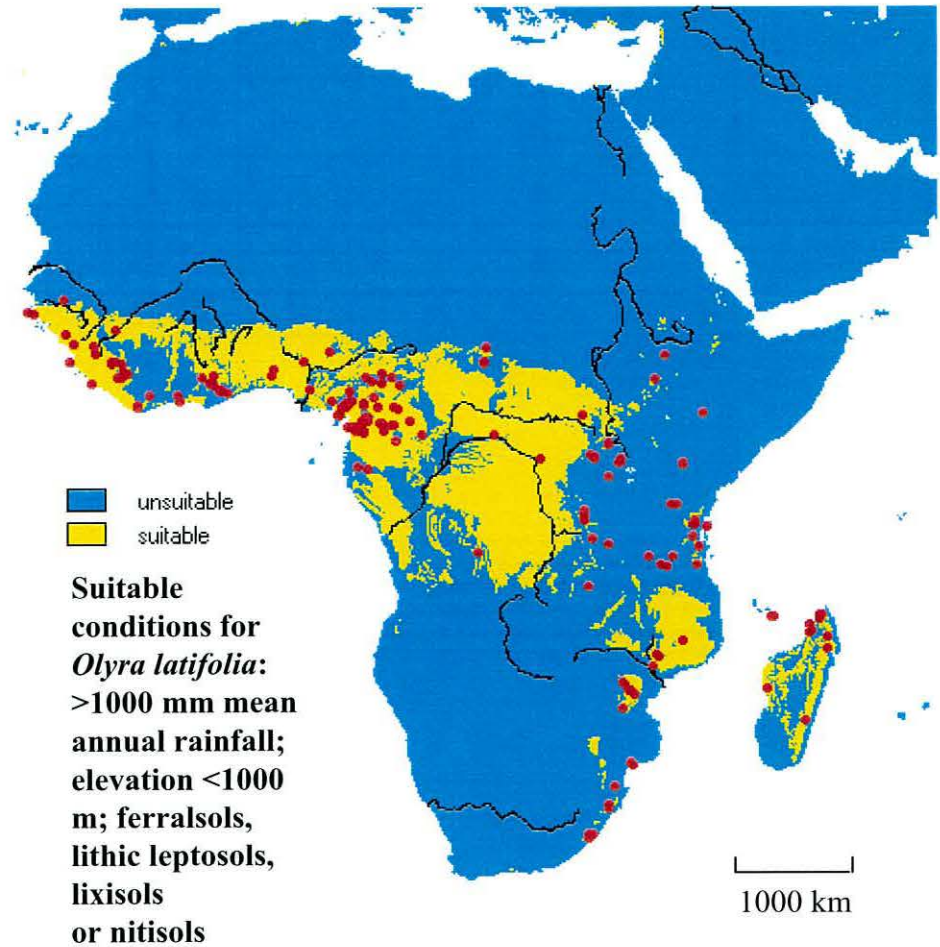 unsuitable
suitable
Suitable
conditions for
Olyra latifolia:
>1000 mm mean
annual rainfall;
elevation <1000
m; ferralsols,
lithic leptosols,
lixisols
or nitisols
1000 km